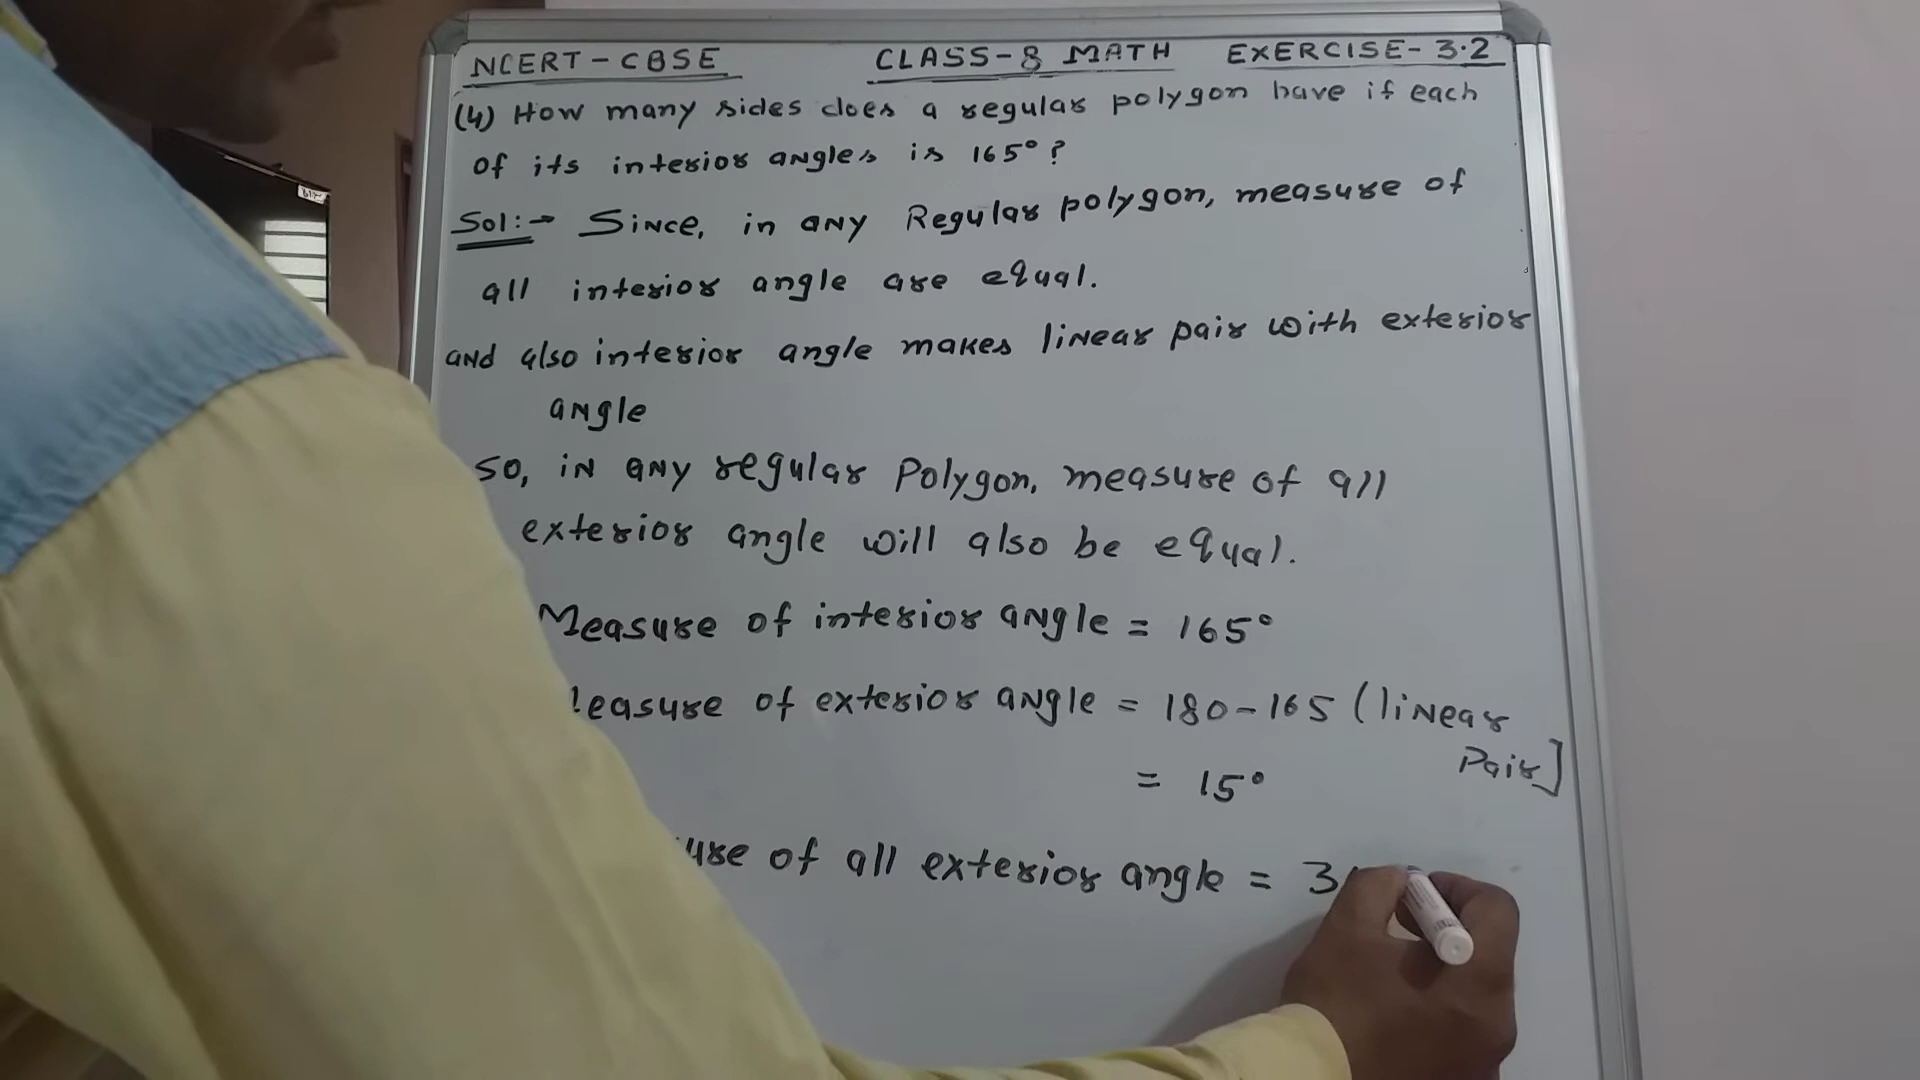 NCERT - CBSE CLASS-8 MATH EXERCISE- 3.2
(4) How many sides does a regular polygon have if each
of its interior angles is 165°?
Sol:- Since, in any Regular polygon, measure of
all interior angle are equal.
and also interior angle makes linear pair with exterior
angle
so, in any regular Polygon, measure of all
exterior angle will also be equal.
Measure of interior angle = 165°
easure of exterior angle = 180-165 (linear
Pair]
= 15°
ure of all exterior angle = 3